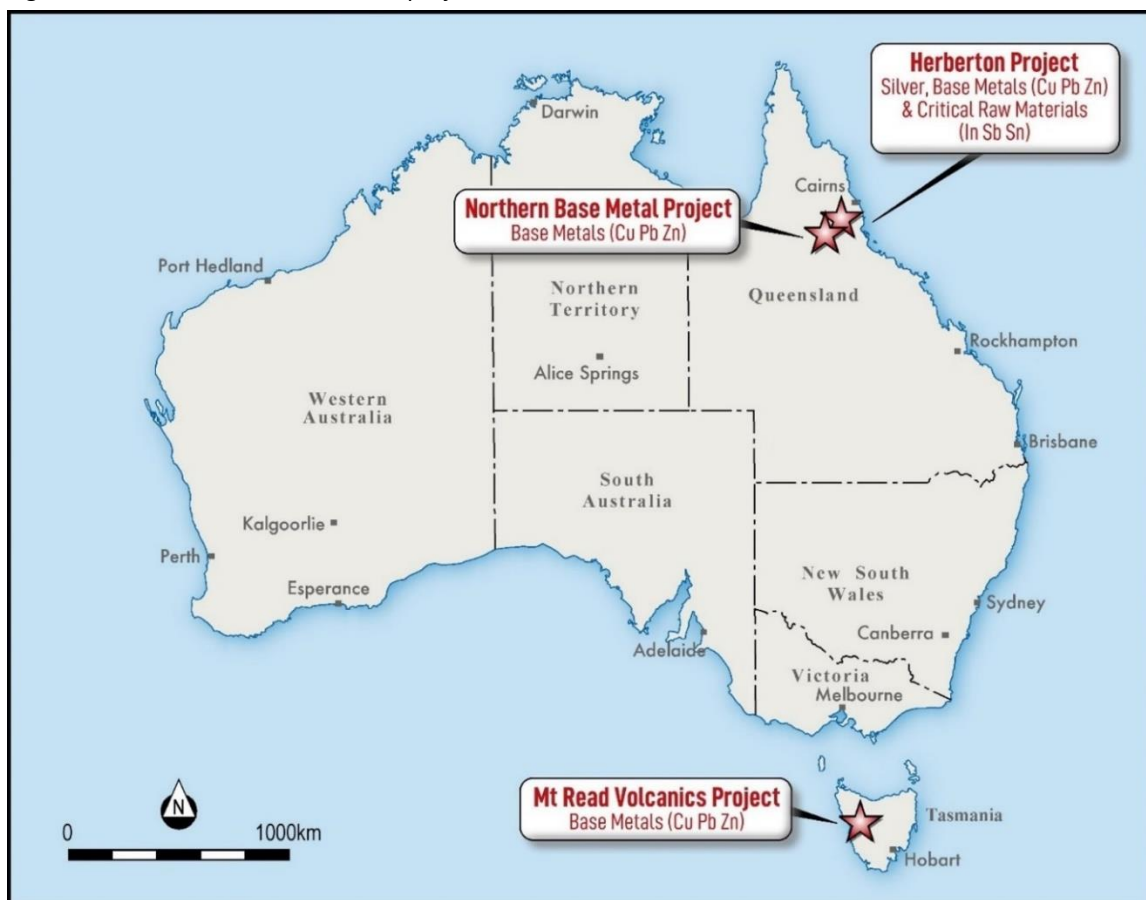 Herberton Project
Silver, Base Metals (Cu Pb Zn)
& Critical Raw Materials
(In Sb Sn)
Darwin
Cairns
Northern Base Metal Project
Base Metals (Cu Pb Zn)
Port Hedland
Northern
Territory
Queensland
Rockhampton
Alice Springs
Western
Australia
Brisbane
South
Australia
Kalgoorlie
Perth
Esperance
New South
Wales
Sydney
Canberra
Adelaide
Victoria
Melbourne
Mt Read Volcanics Project
Base Metals (Cu Pb Zn)
Tasmania
Hobart
N
0 1000km